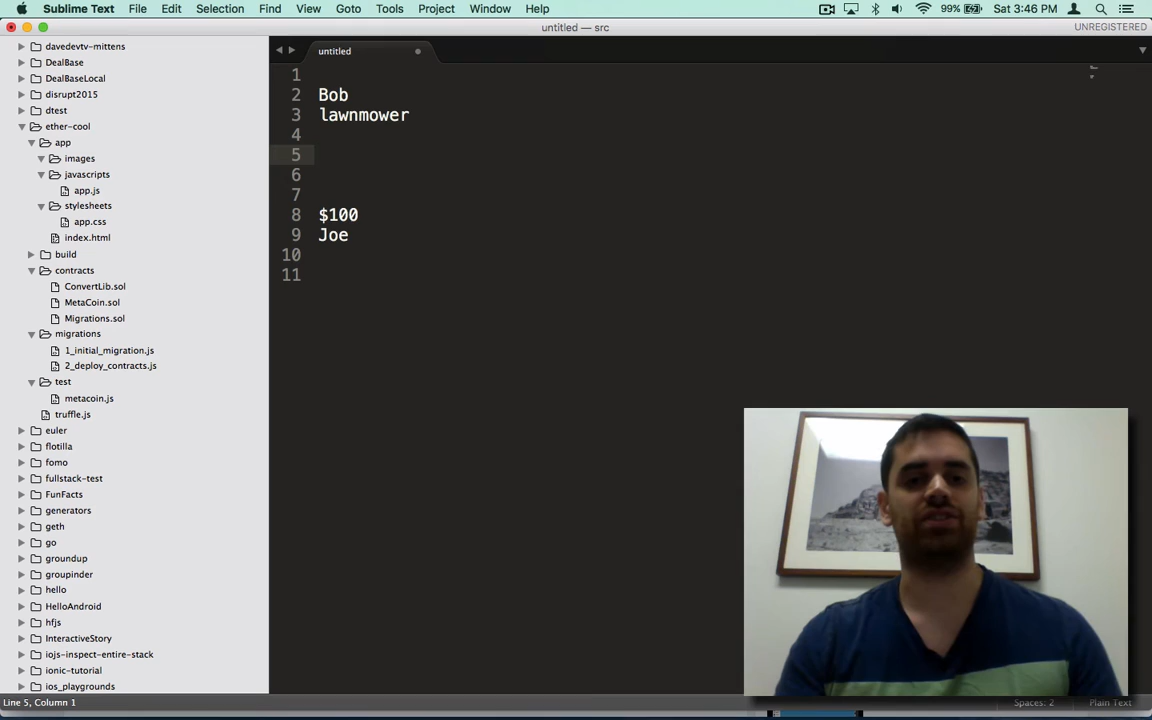 Sublime Text File Edit Selection Find View Goto Tools Project Window Help 99% Sat 3:46 PM
untitled — src UNREGISTERED
davedevtv-mittens
DealBase
DealBaseLocal
disrupt2015
dtest
ether-cool
app
images
javascripts
app.js
stylesheets
app.css
index.html
build
contracts
ConvertLib.sol
MetaCoin.sol
Migrations.sol
migrations
1_initial_migration.js
2_deploy_contracts.js
test
metacoin.js
truffle.js
euler
flotilla
fomo
fullstack-test
FunFacts
generators
geth
go
groundup
groupinder
hello
HelloAndroid
hfjs
InteractiveStory
iojs-inspect-entire-stack
ionic-tutorial
ios_playgrounds
untitled
1
2 Bob
3 lawnmower
4
5
6
7
8 $100
9 Joe
10
11
Line 5, Column 1 Spaces: 2 Plain Text